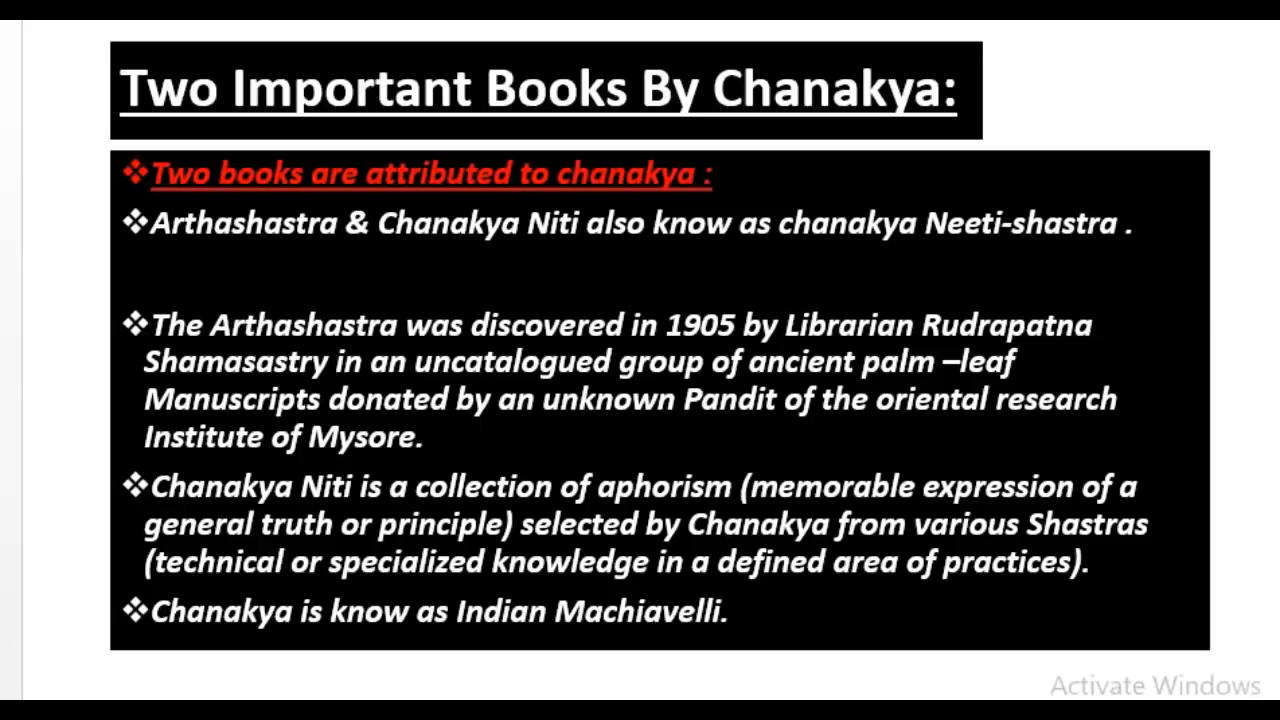 Two Important Books By Chanakya:
❖Two books are attributed to chanakya :
❖Arthashastra & Chanakya Niti also know as chanakya Neeti-shastra .
❖The Arthashastra was discovered in 1905 by Librarian Rudrapatna
Shamasastry in an uncatalogued group of ancient palm –leaf
Manuscripts donated by an unknown Pandit of the oriental research
Institute of Mysore.
❖Chanakya Niti is a collection of aphorism (memorable expression of a
general truth or principle) selected by Chanakya from various Shastras
(technical or specialized knowledge in a defined area of practices).
❖Chanakya is know as Indian Machiavelli.
Activate Windows